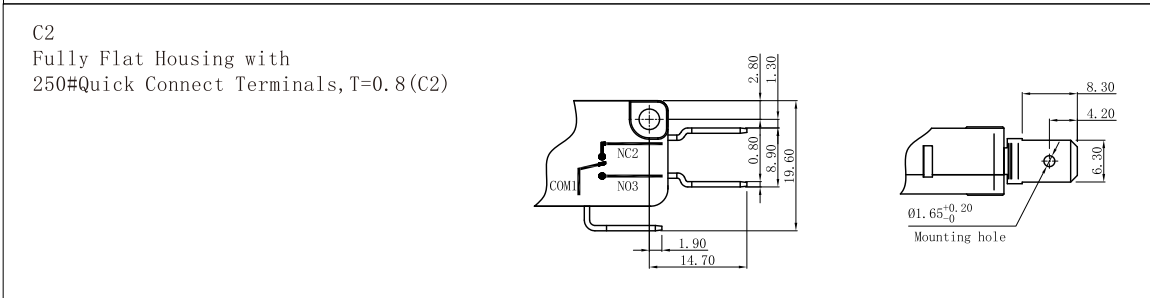 C2
Fully Flat Housing with
250#Quick Connect Terminals,T=0.8(C2)
2.80
1.30
NC2
COM1
NO3
0.80
8.90
19.60
1.90
14.70
8.30
4.20
6.30
Ø1.65+0.20
-0
Mounting hole